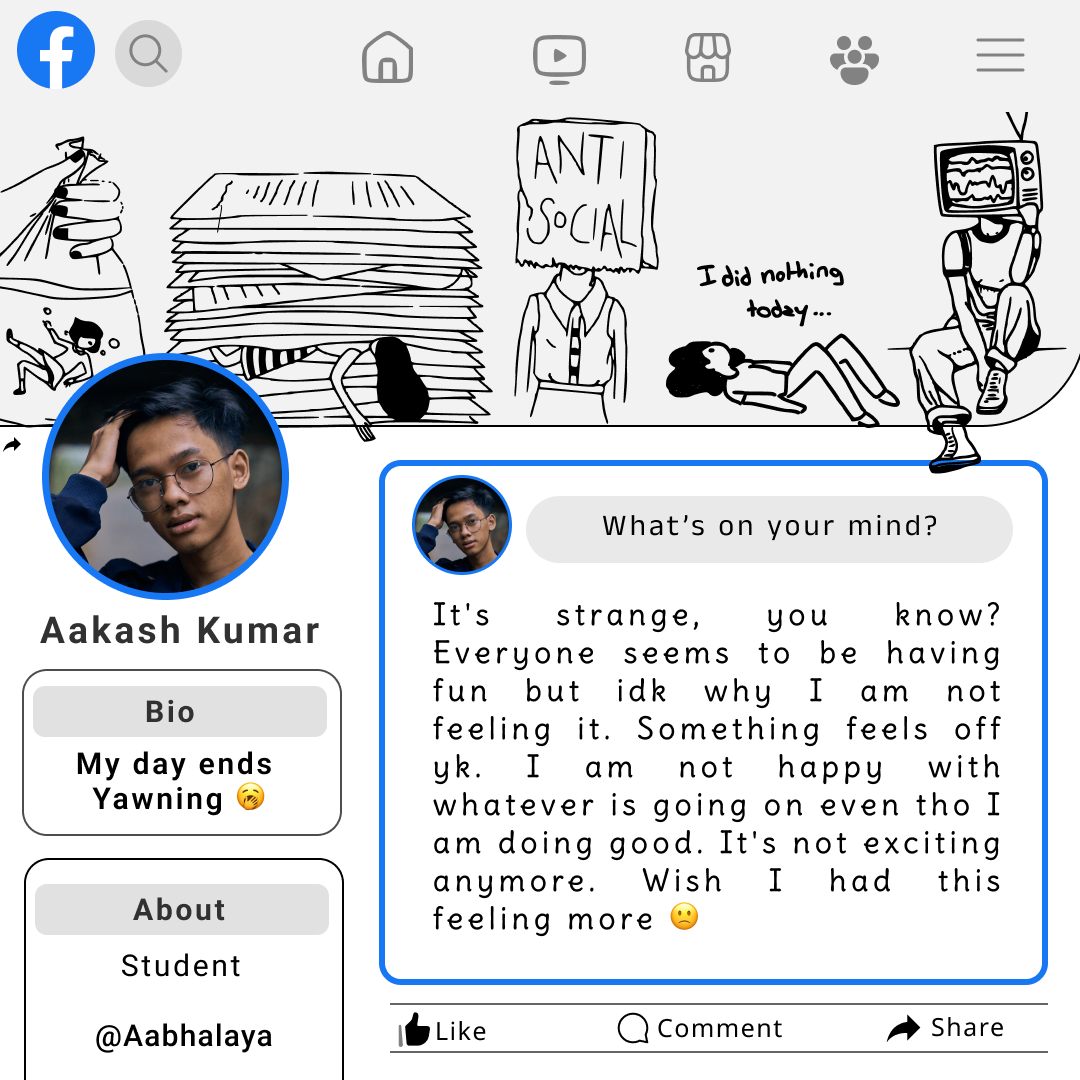 ANTI
SOCIAL
I did nothing
today...
What's on your mind?
It's strange, you know?
Everyone seems to be having
fun but idk why I am not
feeling it. Something feels off
yk. I am not happy with
whatever is going on even tho I
am doing good. It's not exciting
anymore. Wish I had this
feeling more 🙁
Aakash Kumar
Bio
My day ends
Yawning 🥱
About
Student
@Aabhalaya
Like
Comment
Share